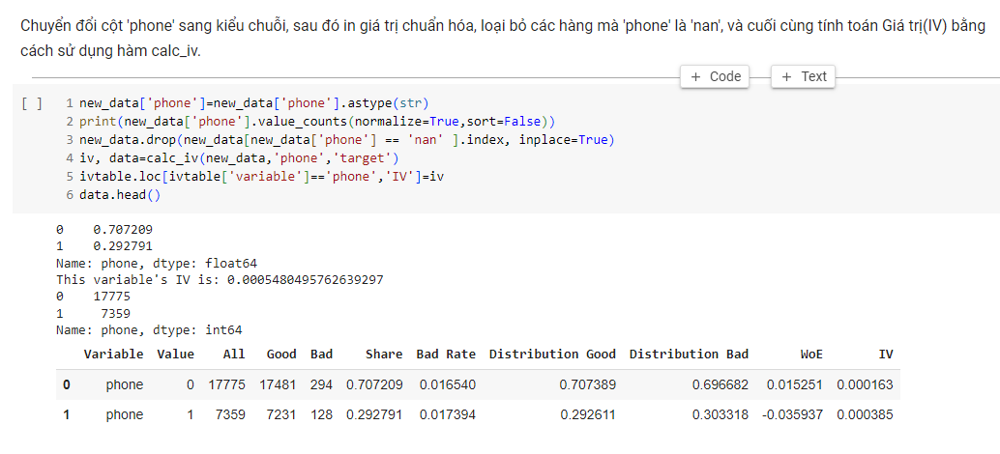 Chuyển đổi cột 'phone' sang kiểu chuỗi, sau đó in giá trị chuẩn hóa, loại bỏ các hàng mà 'phone' là 'nan', và cuối cùng tính toán Giá trị(IV) bằng
cách sử dụng hàm calc_iv.
+ Code + Text
[ ] 1 new_data['phone']=new_data['phone'].astype(str)
2 print(new_data['phone'].value_counts(normalize=True,sort=False))
3 new_data.drop(new_data[new_data['phone'] == 'nan' ].index, inplace=True)
4 iv, data=calc_iv(new_data,'phone','target')
5 ivtable.loc[ivtable['variable']=='phone','IV']=iv
6 data.head()
0 0.707209
1 0.292791
Name: phone, dtype: float64
This variable's IV is: 0.0005480495762639297
0 17775
1 7359
Name: phone, dtype: int64
Variable Value All Good Bad Share Bad Rate Distribution Good Distribution Bad WoE IV
0 phone 0 17775 17481 294 0.707209 0.016540 0.707389 0.696682 0.015251 0.000163
1 phone 1 7359 7231 128 0.292791 0.017394 0.292611 0.303318 -0.035937 0.000385